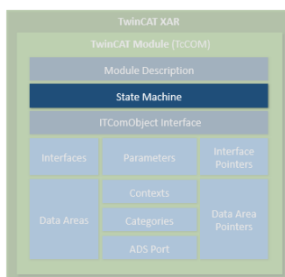 TwinCAT XAR
TwinCAT Module (TcCOM)
Module Description
State Machine
ITComObject Interface
Interfaces
Parameters
Interface
Pointers
Data Areas
Contexts
Categories
ADS Port
Data Area
Pointers